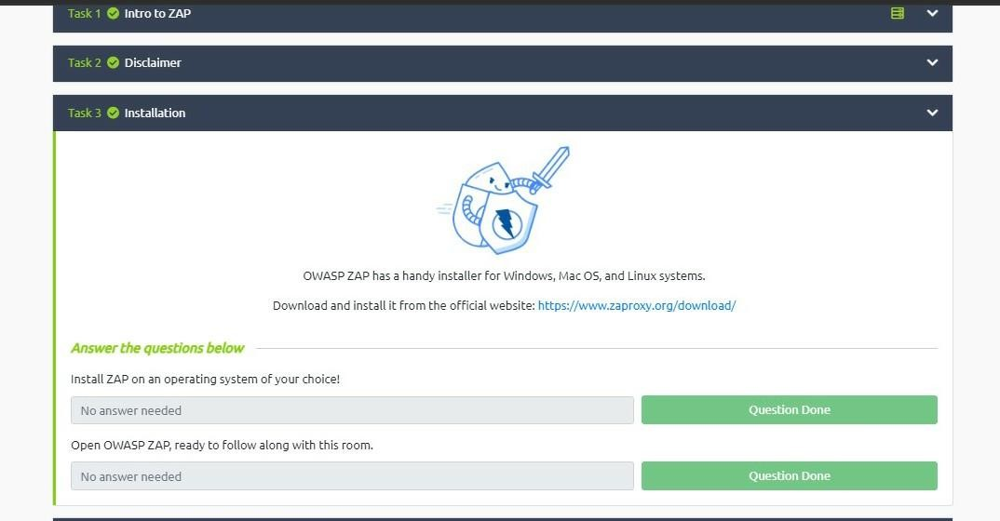 Task 1 Intro to ZAP
Task 2 Disclaimer
Task 3 Installation
OWASP ZAP has a handy installer for Windows, Mac OS, and Linux systems.
Download and install it from the official website: https://www.zaproxy.org/download/
Answer the questions below
Install ZAP on an operating system of your choice!
No answer needed Question Done
Open OWASP ZAP, ready to follow along with this room.
No answer needed Question Done